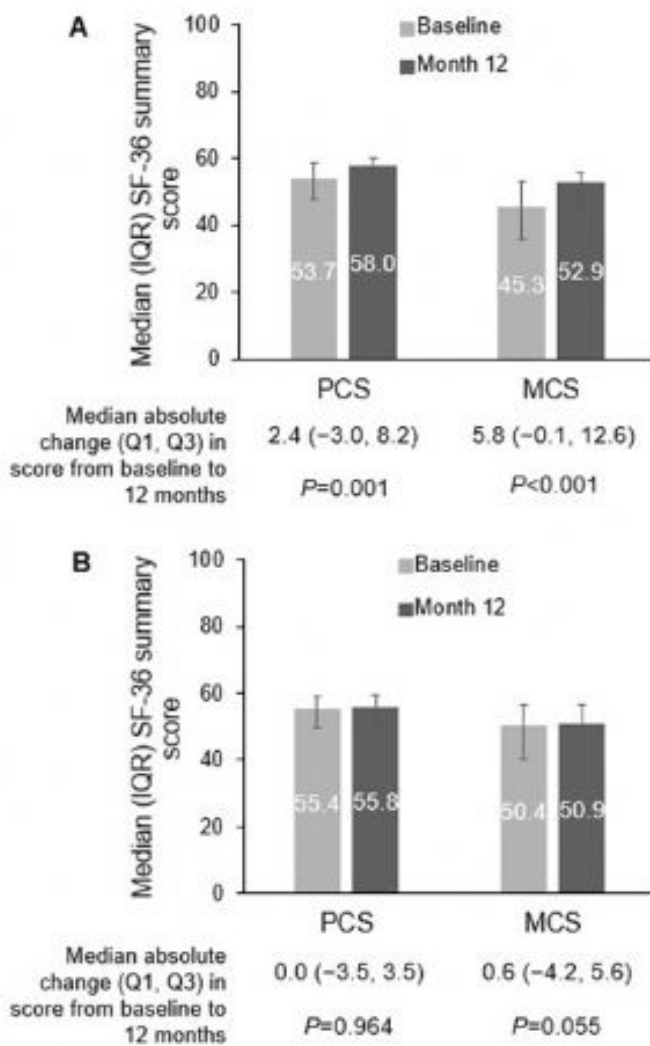 A
Baseline
Month 12
Median (IQR) SF-36 summary
score
100
80
60
40
20
0
53.7
58.0
45.3
52.9
PCS
MCS
Median absolute
change (Q1, Q3) in
score from baseline to
12 months
2.4 (−3.0, 8.2)
5.8 (−0.1, 12.6)
P=0.001
P<0.001
B
Baseline
Month 12
Median (IQR) SF-36 summary
score
100
80
60
40
20
0
55.4
55.8
50.4
50.9
PCS
MCS
Median absolute
change (Q1, Q3) in
score from baseline to
12 months
0.0 (−3.5, 3.5)
0.6 (−4.2, 5.6)
P=0.964
P=0.055